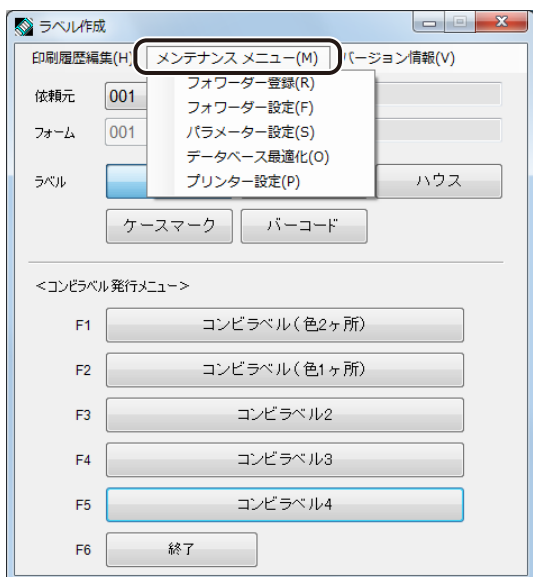 ラベル作成
印刷履歴編集(H) メンテナンス メニュー(M) バージョン情報(V)
フォワーダー登録(R)
フォワーダー設定(F)
パラメーター設定(S)
データベース最適化(O)
プリンター設定(P)
依頼元 001
フォーム 001
ラベル ハウス
ケースマーク バーコード
<コンビラベル発行メニュー>
F1 コンビラベル(色2ヶ所)
F2 コンビラベル(色1ヶ所)
F3 コンビラベル2
F4 コンビラベル3
F5 コンビラベル4
F6 終了